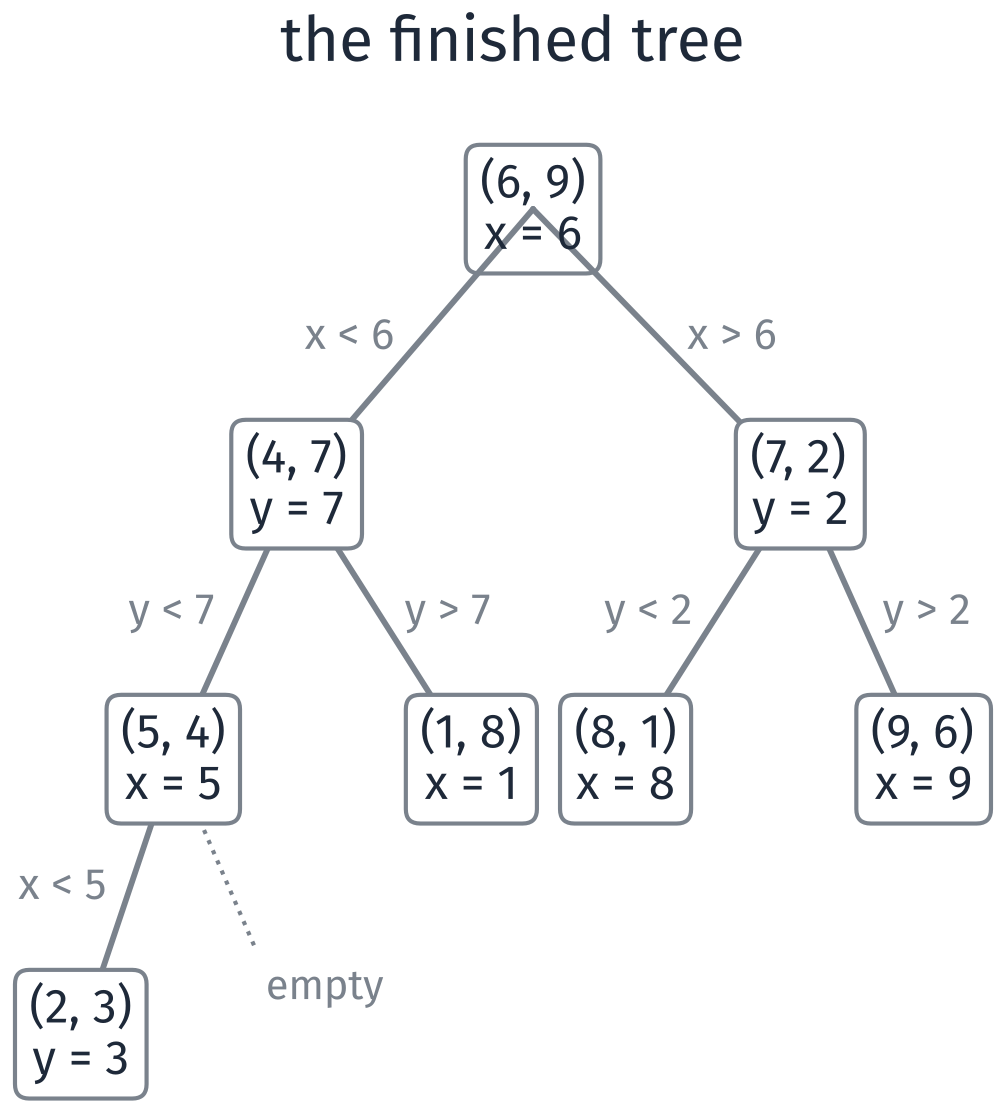 the finished tree
(6, 9)
x = 6
x < 6
x > 6
(4, 7)
y = 7
(7, 2)
y = 2
y < 7
y > 7
y < 2
y > 2
(5, 4)
x = 5
(1, 8)
x = 1
(8, 1)
x = 8
(9, 6)
x = 9
x < 5
empty
(2, 3)
y = 3